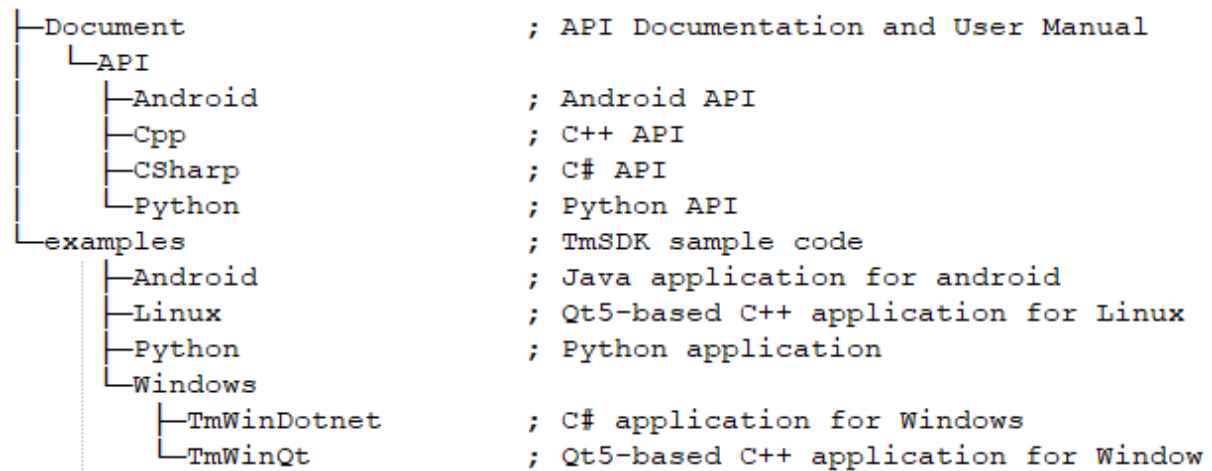 ├─Document                   ; API Documentation and User Manual
│  └─API
│    ├─Android               ; Android API
│    ├─Cpp                   ; C++ API
│    ├─CSharp                ; C# API
│    └─Python                ; Python API
└─examples                   ; TmSDK sample code
     ├─Android               ; Java application for android
     ├─Linux                 ; Qt5-based C++ application for Linux
     ├─Python                ; Python application
     └─Windows
        ├─TmWinDotnet        ; C# application for Windows
        └─TmWinQt            ; Qt5-based C++ application for Window